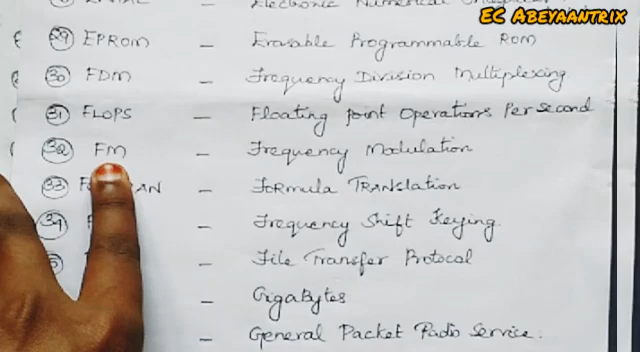 EC Abeyaantrix
29 EPROM - Erasable Programmable ROM
30 FDM - Frequency Division Multiplexing
31 FLOPS - Floating point Operations Per second
32 FM - Frequency Modulation
33 - FORmula TRANslation
34 - Frequency Shift Keying.
- File Transfer Protocol
- GigaBytes
- General Packet Radio Service.